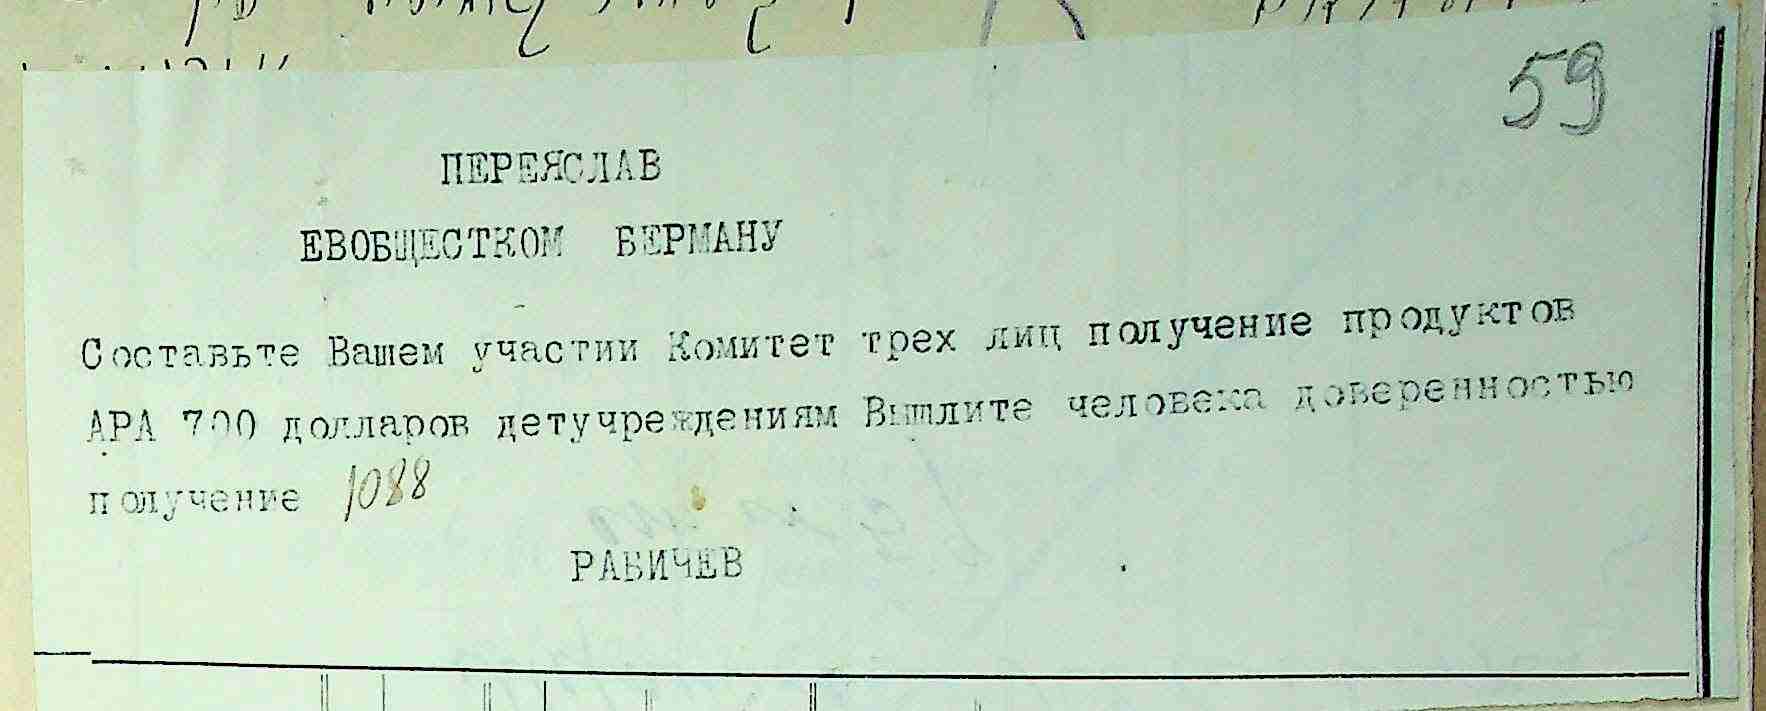 59
ПЕРЕЯСЛАВ
ЕВОБЩЕСТКОМ БЕРМАНУ
Составьте Вашем участии Комитет трех лиц получение продуктов
АРА 700 долларов детучреждениям Вышлите человека доверенностью
получение 1088
РАБИЧЕВ